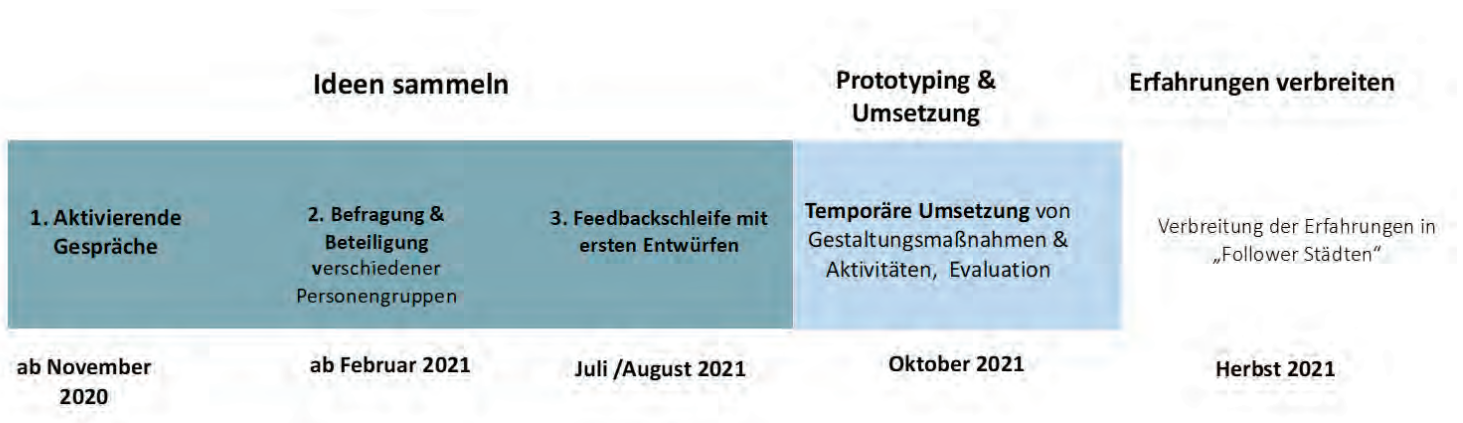 Ideen sammeln
Prototyping &
Umsetzung
Erfahrungen verbreiten
1. Aktivierende
Gespräche
2. Befragung &
Beteiligung
verschiedener
Personengruppen
3. Feedbackschleife mit
ersten Entwürfen
Temporäre Umsetzung von
Gestaltungsmaßnahmen &
Aktivitäten, Evaluation
Verbreitung der Erfahrungen in
„Follower Städten“
ab November
2020
ab Februar 2021
Juli /August 2021
Oktober 2021
Herbst 2021